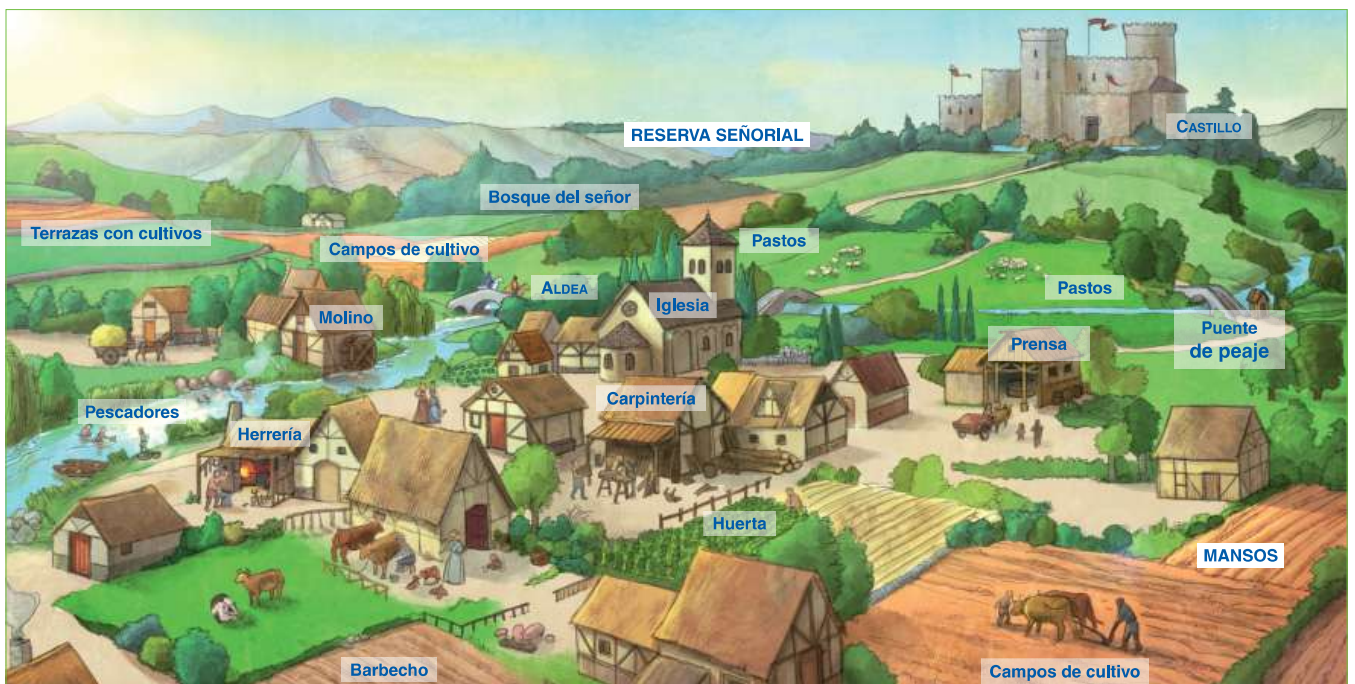 RESERVA SEÑORIAL
CASTILLO
Bosque del señor
Terrazas con cultivos
Campos de cultivo
Pastos
ALDEA
Iglesia
Pastos
Molino
Puente
de peaje
Prensa
Carpintería
Pescadores
Herrería
Huerta
MANSOS
Barbecho
Campos de cultivo